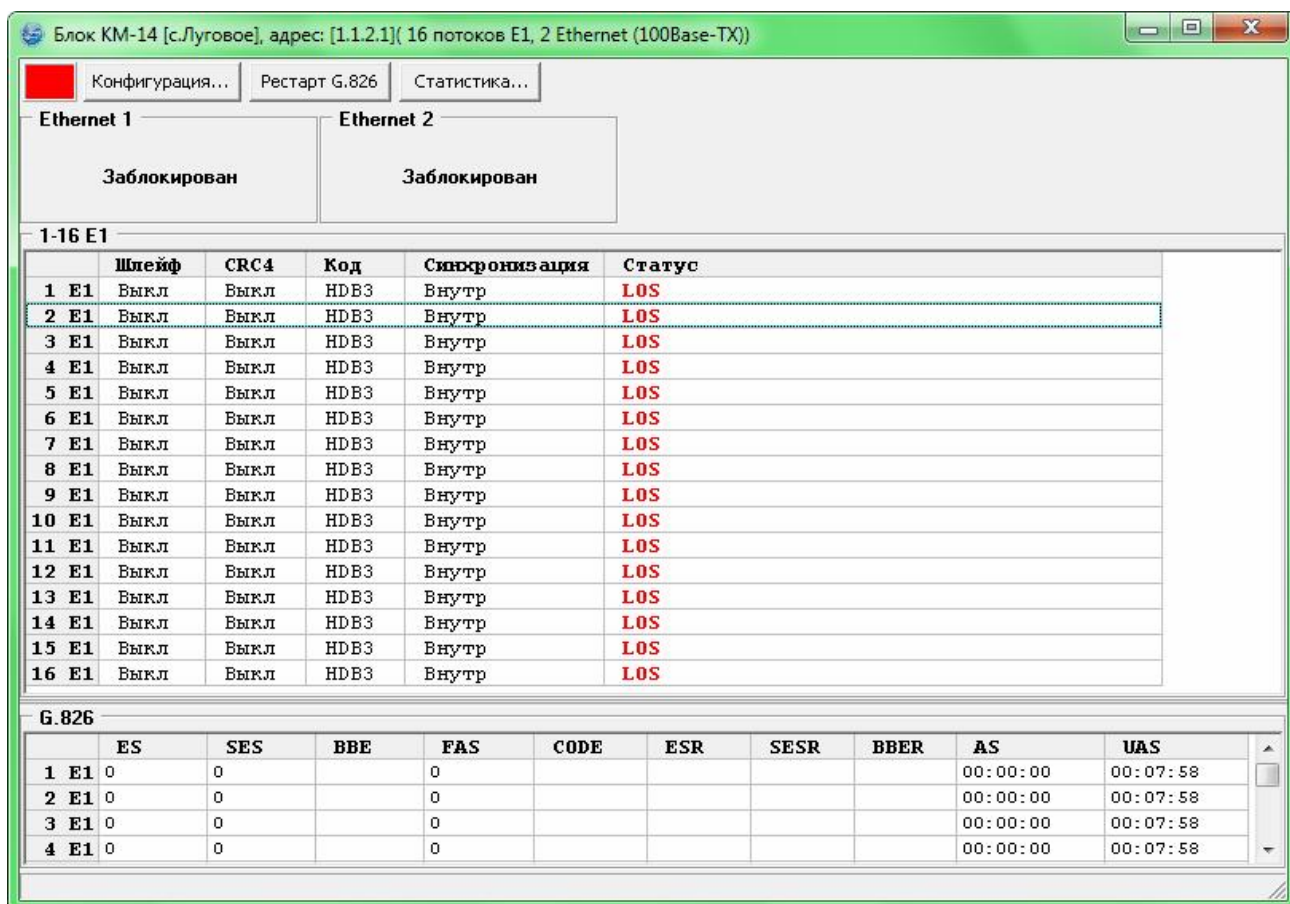 Блок КМ-14 [с.Луговое], адрес: [1.1.2.1]( 16 потоков E1, 2 Ethernet (100Base-TX))
Конфигурация... Рестарт G.826 Статистика...
Ethernet 1 Ethernet 2
Заблокирован Заблокирован
1-16 E1
Шлейф CRC4 Код Синхронизация Статус
1 E1 Выкл Выкл HDB3 Внутр LOS
2 E1 Выкл Выкл HDB3 Внутр LOS
3 E1 Выкл Выкл HDB3 Внутр LOS
4 E1 Выкл Выкл HDB3 Внутр LOS
5 E1 Выкл Выкл HDB3 Внутр LOS
6 E1 Выкл Выкл HDB3 Внутр LOS
7 E1 Выкл Выкл HDB3 Внутр LOS
8 E1 Выкл Выкл HDB3 Внутр LOS
9 E1 Выкл Выкл HDB3 Внутр LOS
10 E1 Выкл Выкл HDB3 Внутр LOS
11 E1 Выкл Выкл HDB3 Внутр LOS
12 E1 Выкл Выкл HDB3 Внутр LOS
13 E1 Выкл Выкл HDB3 Внутр LOS
14 E1 Выкл Выкл HDB3 Внутр LOS
15 E1 Выкл Выкл HDB3 Внутр LOS
16 E1 Выкл Выкл HDB3 Внутр LOS
G.826
ES SES BBE FAS CODE ESR SESR BBER AS UAS
1 E1 0 0 0 00:00:00 00:07:58
2 E1 0 0 0 00:00:00 00:07:58
3 E1 0 0 0 00:00:00 00:07:58
4 E1 0 0 0 00:00:00 00:07:58